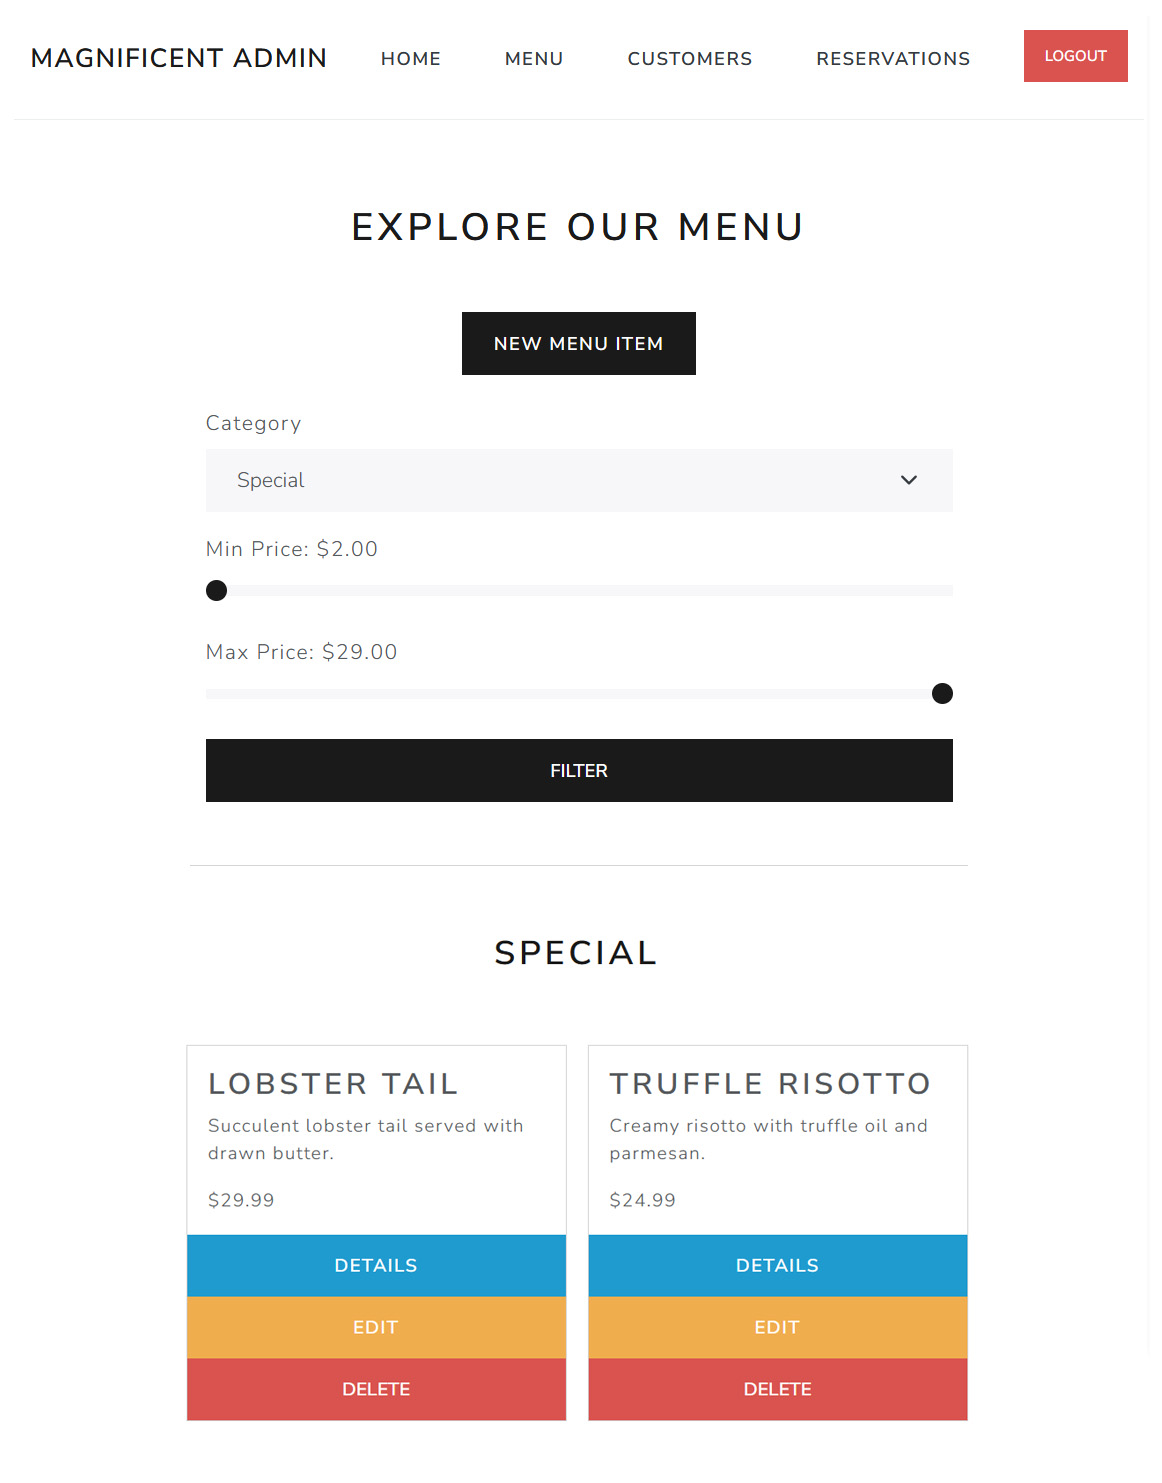 MAGNIFICENT ADMIN HOME MENU CUSTOMERS RESERVATIONS LOGOUT
EXPLORE OUR MENU
NEW MENU ITEM
Category
Special
Min Price: $2.00
Max Price: $29.00
FILTER
SPECIAL
LOBSTER TAIL
Succulent lobster tail served with
drawn butter.
$29.99
DETAILS
EDIT
DELETE
TRUFFLE RISOTTO
Creamy risotto with truffle oil and
parmesan.
$24.99
DETAILS
EDIT
DELETE